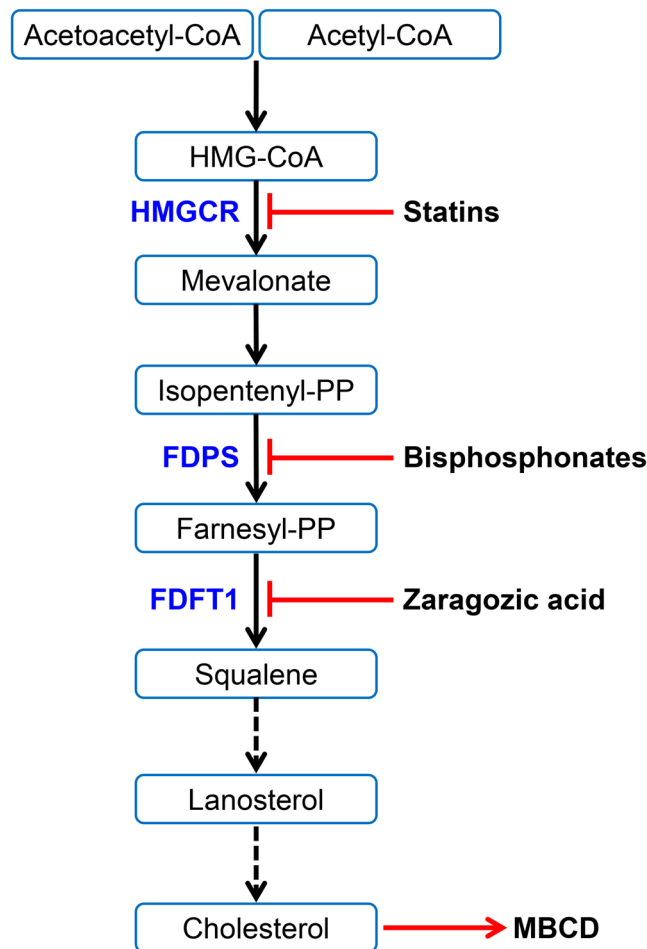 Acetoacetyl-CoA
Acetyl-CoA
HMG-CoA
HMGCR
Statins
Mevalonate
Isopentenyl-PP
FDPS
Bisphosphonates
Farnesyl-PP
FDFT1
Zaragozic acid
Squalene
Lanosterol
Cholesterol
MBCD